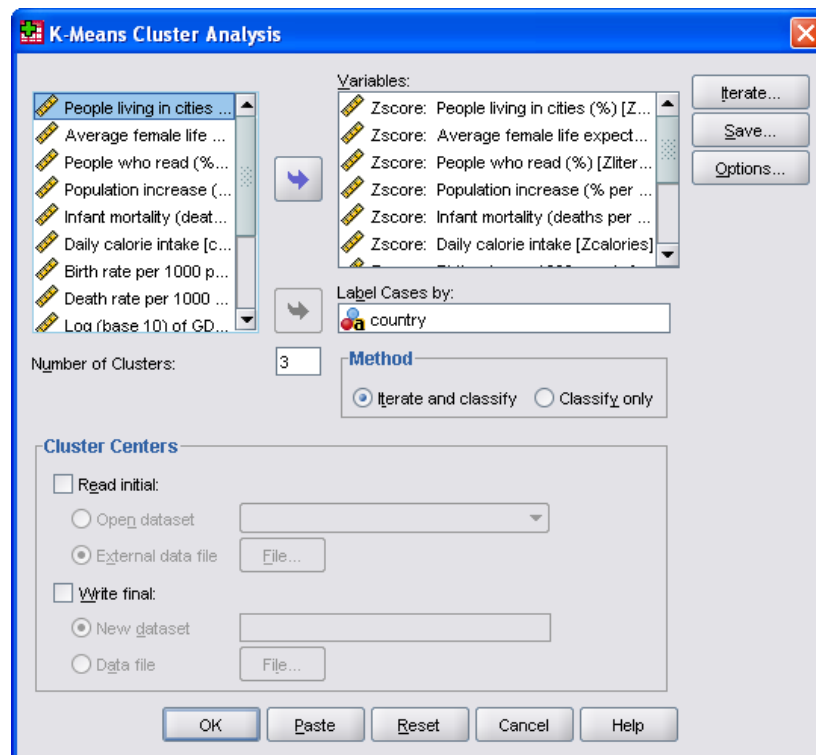 K-Means Cluster Analysis
People living in cities ...
Average female life ...
People who read (%...
Population increase (...
Infant mortality (deat...
Daily calorie intake [c...
Birth rate per 1000 p...
Death rate per 1000 ...
Log (base 10) of GD...
Variables:
Zscore: People living in cities (%) [Z...
Zscore: Average female life expect...
Zscore: People who read (%) [Zliter...
Zscore: Population increase (% per ...
Zscore: Infant mortality (deaths per ...
Zscore: Daily calorie intake [Zcalories]
Iterate...
Save...
Options...
Label Cases by:
country
Number of Clusters: 3
Method
Iterate and classify Classify only
Cluster Centers
Read initial:
Open dataset
External data file File...
Write final:
New dataset
Data file File...
OK Paste Reset Cancel Help